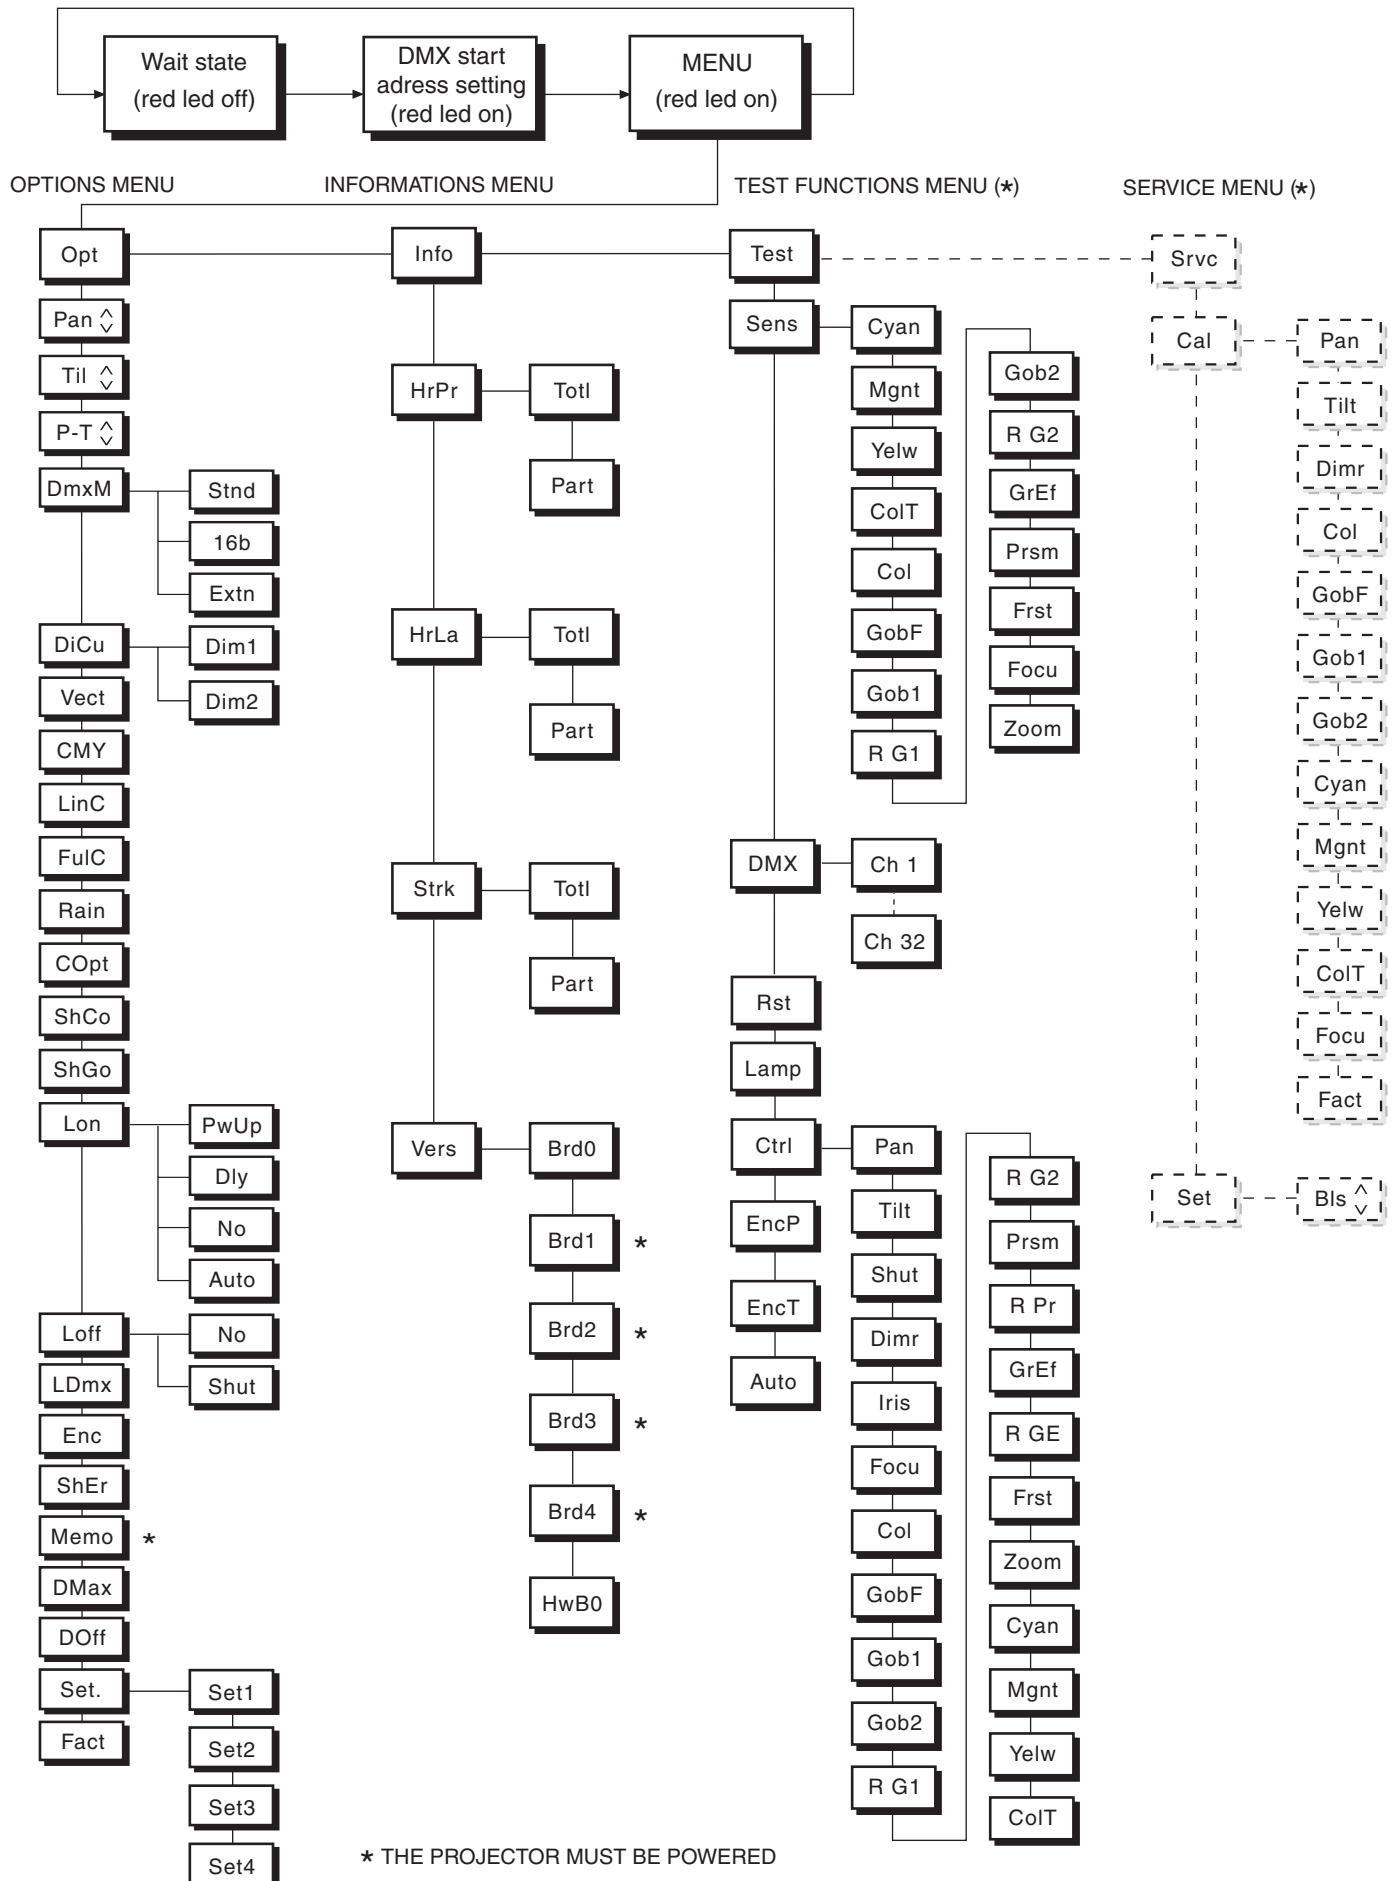 Wait state
(red led off)
DMX start
adress setting
(red led on)
MENU
(red led on)
OPTIONS MENU
INFORMATIONS MENU
TEST FUNCTIONS MENU (*)
SERVICE MENU (*)
Opt
Pan
Til
P-T
DmxM
Stnd
16b
Extn
DiCu
Dim1
Dim2
Vect
CMY
LinC
FulC
Rain
COpt
ShCo
ShGo
Lon
PwUp
Dly
No
Auto
Loff
No
Shut
LDmx
Enc
ShEr
Memo *
DMax
DOff
Set.
Set1
Set2
Set3
Set4
Fact
Info
HrPr
Totl
Part
HrLa
Totl
Part
Strk
Totl
Part
Vers
Brd0
Brd1 *
Brd2 *
Brd3 *
Brd4 *
HwB0
Test
Sens
Cyan
Mgnt
Yelw
ColT
Col
GobF
Gob1
R G1
Gob2
R G2
GrEf
Prsm
Frst
Focu
Zoom
DMX
Ch 1
Ch 32
Rst
Lamp
Ctrl
Pan
Tilt
Shut
Dimr
Iris
Focu
Col
GobF
Gob1
Gob2
R G1
R G2
Prsm
R Pr
GrEf
R GE
Frst
Zoom
Cyan
Mgnt
Yelw
ColT
EncP
EncT
Auto
Srvc
Cal
Pan
Tilt
Dimr
Col
GobF
Gob1
Gob2
Cyan
Mgnt
Yelw
ColT
Focu
Fact
Set
Bls
* THE PROJECTOR MUST BE POWERED